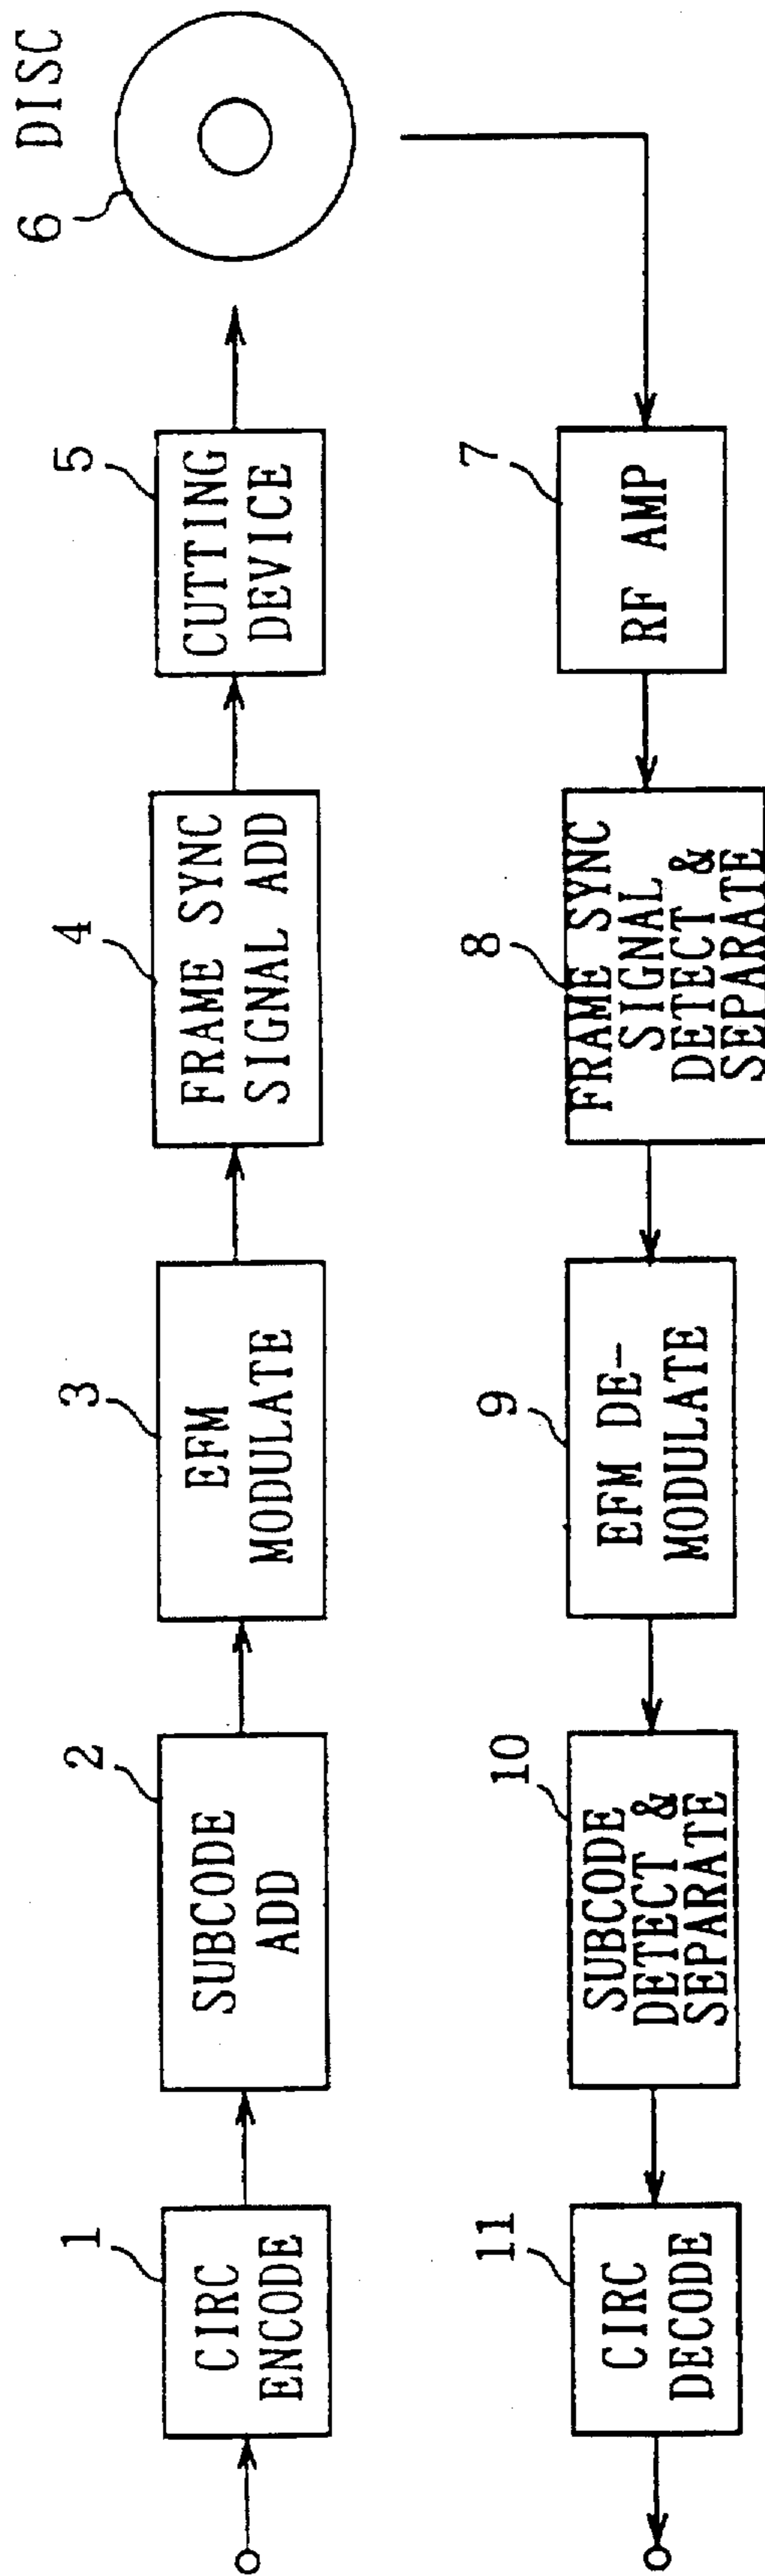 1
CIRC
ENCODE
2
SUBCODE
ADD
3
EFM
MODULATE
4
FRAME SYNC
SIGNAL ADD
5
CUTTING
DEVICE
6 DISC
7
RF AMP
8
FRAME SYNC
SIGNAL
DETECT &
SEPARATE
9
EFM DE-
MODULATE
10
SUBCODE
DETECT &
SEPARATE
11
CIRC
DECODE